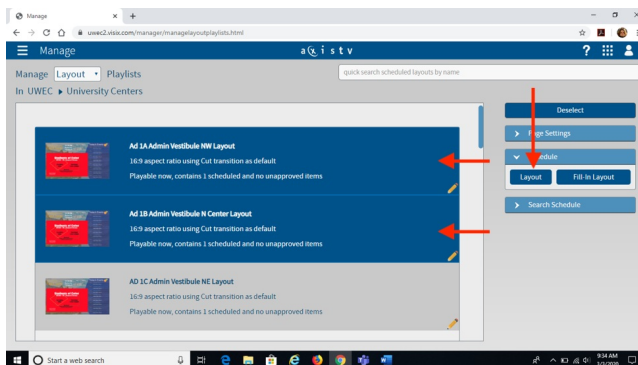 Manage
uwec2.visix.com/manager/managelayoutplaylists.html
Manage
axistv
?
Manage Layout Playlists
quick search scheduled layouts by name
In UWEC ▸ University Centers
Deselect
Page Settings
Layout Fill-In Layout
Search Schedule
Ad 1A Admin Vestibule NW Layout
16:9 aspect ratio using Cut transition as default
Playable now, contains 1 scheduled and no unapproved items
Ad 1B Admin Vestibule N Center Layout
16:9 aspect ratio using Cut transition as default
Playable now, contains 1 scheduled and no unapproved items
AD 1C Admin Vestibule NE Layout
16:9 aspect ratio using Cut transition as default
Playable now, contains 1 scheduled and no unapproved items
Start a web search
9:34 AM